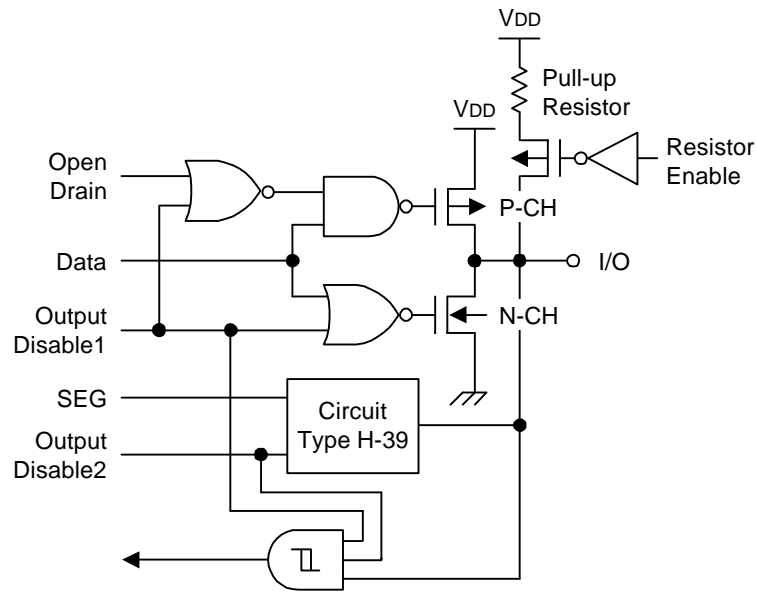 VDD
Pull-up
Resistor
VDD
Resistor
Enable
Open
Drain
P-CH
Data
I/O
Output
Disable1
N-CH
SEG
Circuit
Type H-39
Output
Disable2